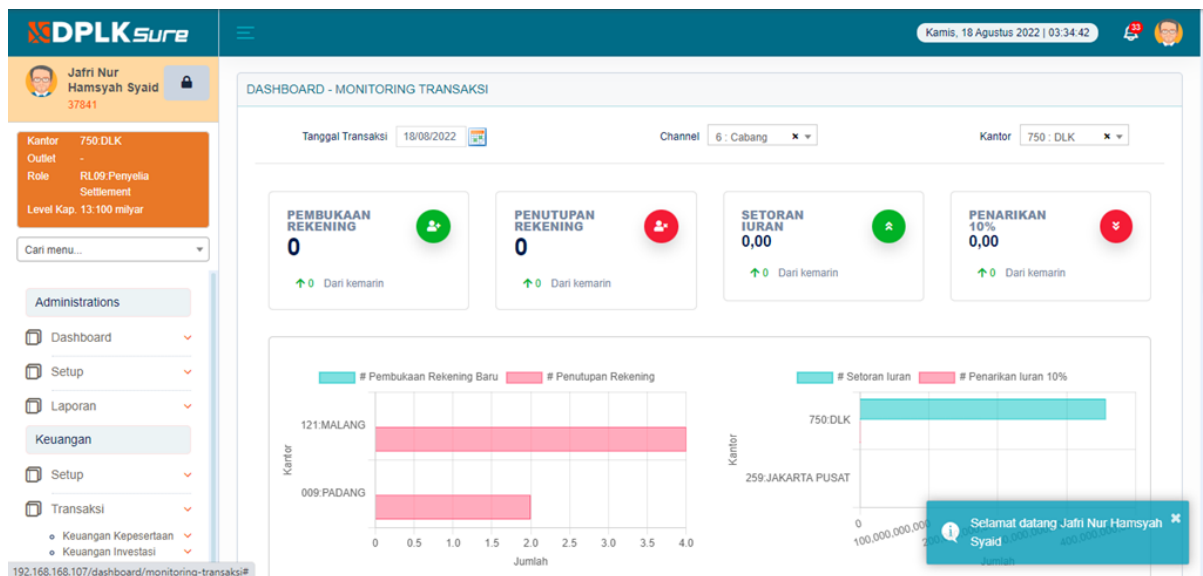 DPLKsure
Kamis, 18 Agustus 2022 | 03:34:42
33
Jafri Nur
Hamsyah Syaid
37841
Kantor 750:DLK
Outlet -
Role RL09:Penyelia
Settlement
Level Kap. 13:100 milyar
Cari menu...
Administrations
Dashboard
Setup
Laporan
Keuangan
Setup
Transaksi
Keuangan Kepesertaan
Keuangan Investasi
192.168.168.107/dashboard/monitoring-transaksi#
DASHBOARD - MONITORING TRANSAKSI
Tanggal Transaksi 18/08/2022 Channel 6 : Cabang × Kantor 750 : DLK ×
PEMBUKAAN
REKENING
0
0 Dari kemarin
PENUTUPAN
REKENING
0
0 Dari kemarin
SETORAN
IURAN
0,00
0 Dari kemarin
PENARIKAN
10%
0,00
0 Dari kemarin
# Pembukaan Rekening Baru # Penutupan Rekening
Kantor
121:MALANG
009:PADANG
0 0.5 1.0 1.5 2.0 2.5 3.0 3.5 4.0
Jumlah
# Setoran Iuran # Penarikan Iuran 10%
Kantor
750:DLK
259:JAKARTA PUSAT
0
100,000,000,000
400,000,000
Jumlah
Selamat datang Jafri Nur Hamsyah
Syaid
×